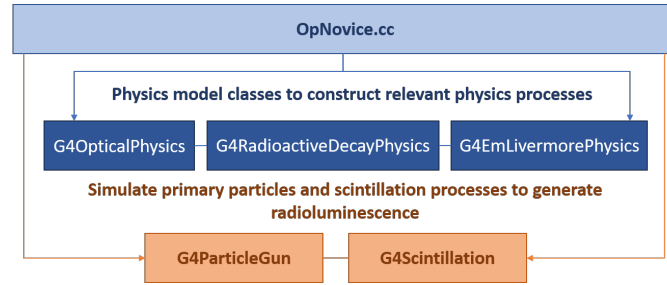 OpNovice.cc
Physics model classes to construct relevant physics processes
G4OpticalPhysics
G4RadioactiveDecayPhysics
G4EmLivermorePhysics
Simulate primary particles and scintillation processes to generate
radioluminescence
G4ParticleGun
G4Scintillation